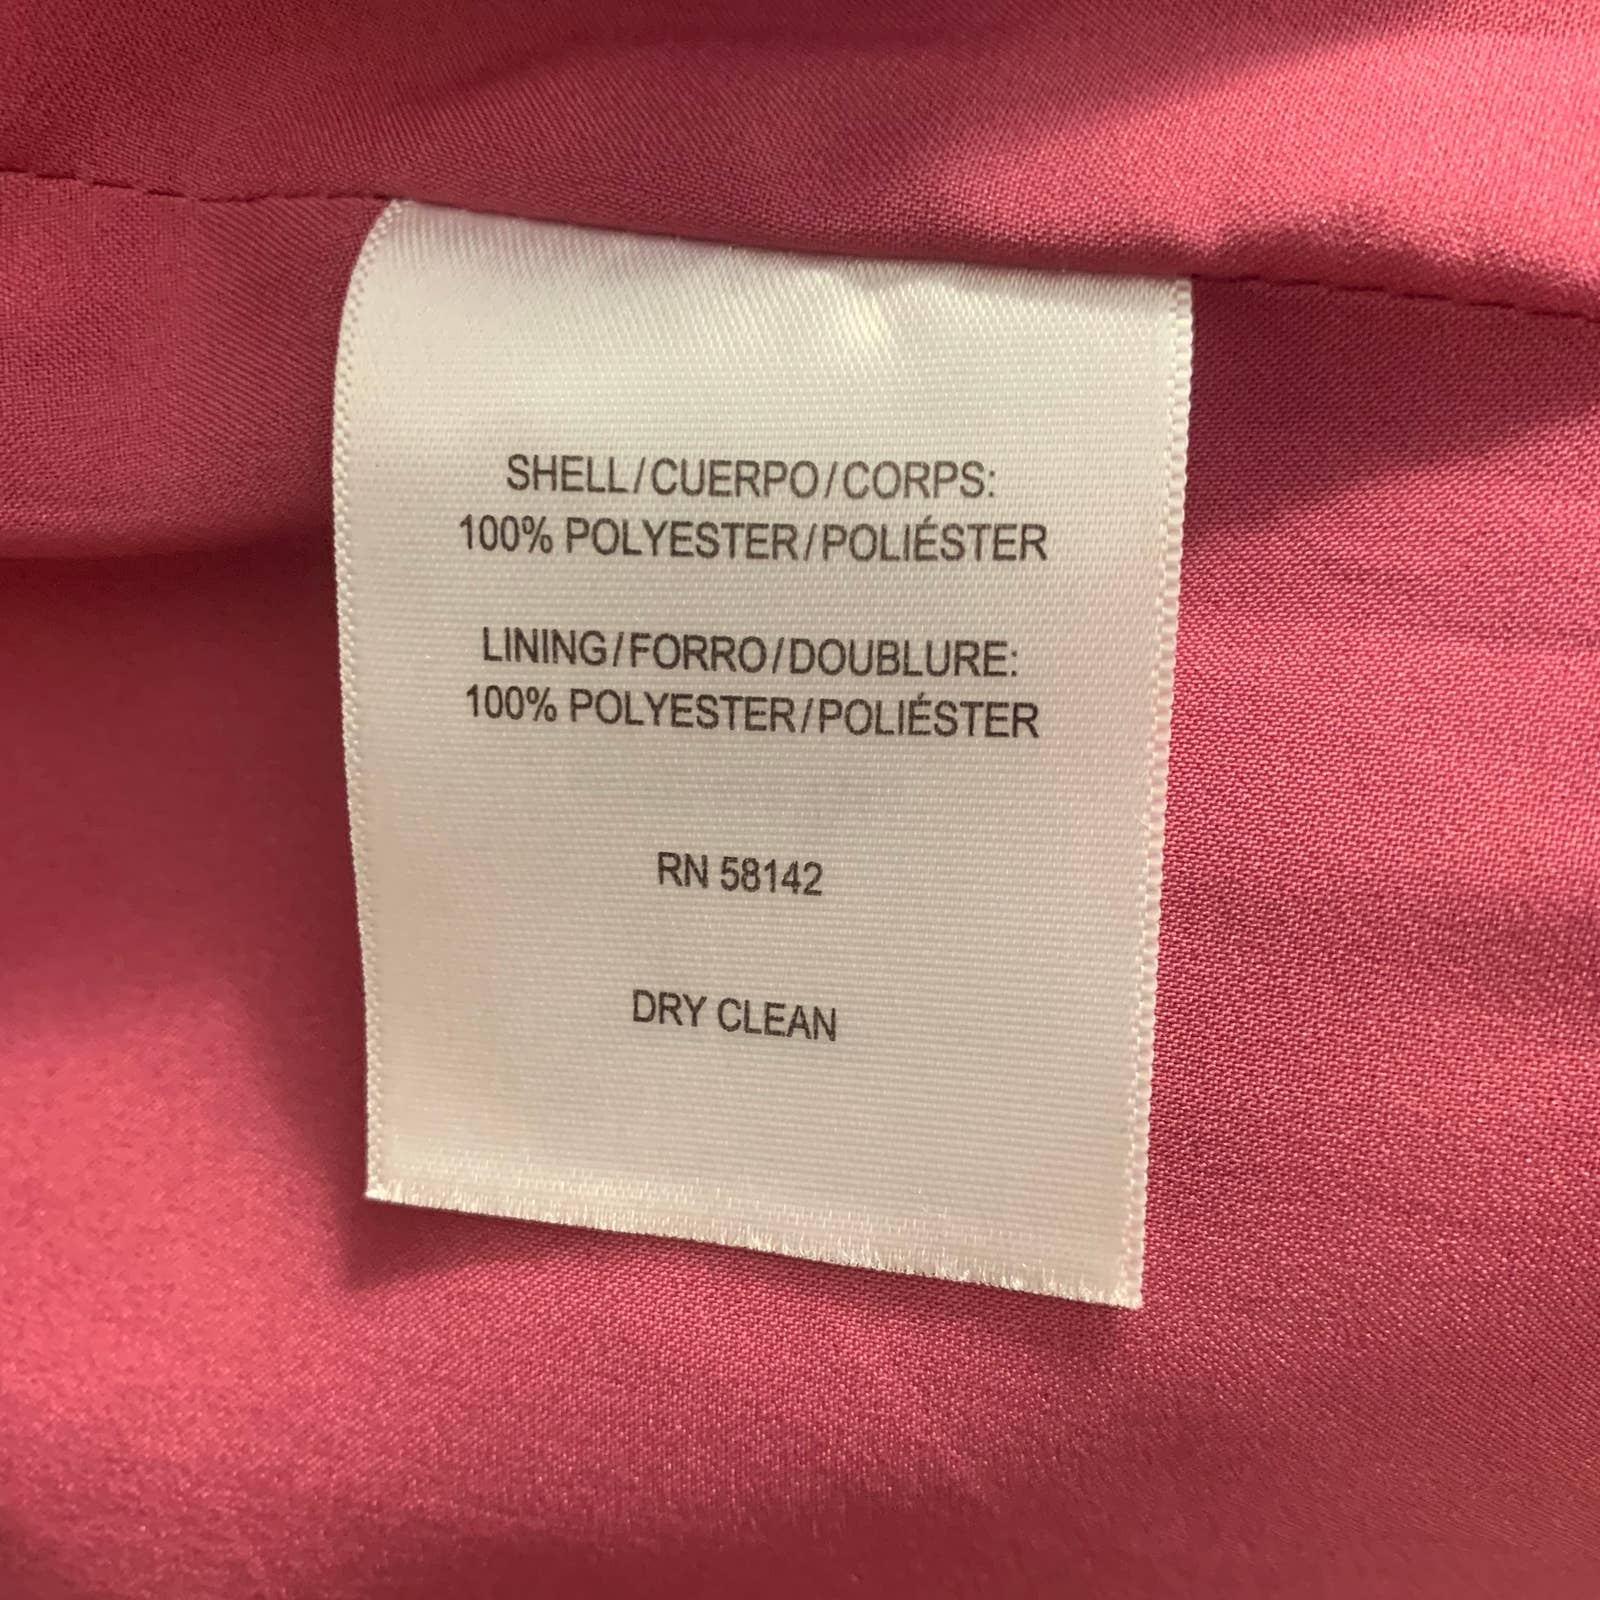 SHELL/CUERPO/CORPS:
100% POLYESTER/POLIÉSTER
LINING/FORRO/DOUBLURE:
100% POLYESTER/POLIÉSTER
RN 58142
DRY CLEAN